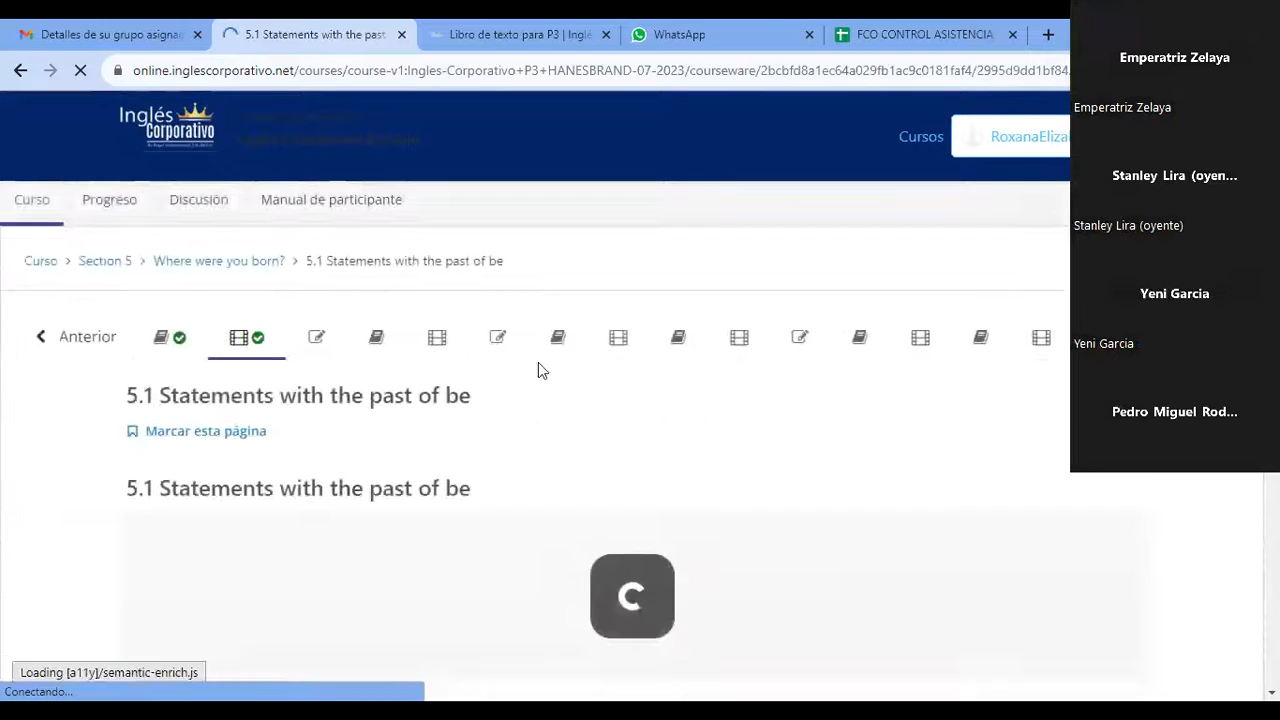 Detalles de su grupo asignac
5.1 Statements with the past
Libro de texto para P3 | Inglé
WhatsApp
FCO CONTROL ASISTENCIA
online.inglescorporativo.net/courses/course-v1:Ingles-Corporativo+P3+HANESBRAND-07-2023/courseware/2bcbfd8a1ec64a029fb1ac9c0181faf4/2995d9dd1bf84
Inglés
Corporativo
Cursos
RoxanaElizal
Curso
Progreso
Discusión
Manual de participante
Curso > Section 5 > Where were you born? > 5.1 Statements with the past of be
Anterior
5.1 Statements with the past of be
Marcar esta página
5.1 Statements with the past of be
Loading [a11y]/semantic-enrich.js
Conectando...
Emperatriz Zelaya
Emperatriz Zelaya
Stanley Lira (oyen...
Stanley Lira (oyente)
Yeni Garcia
Yeni Garcia
Pedro Miguel Rod...